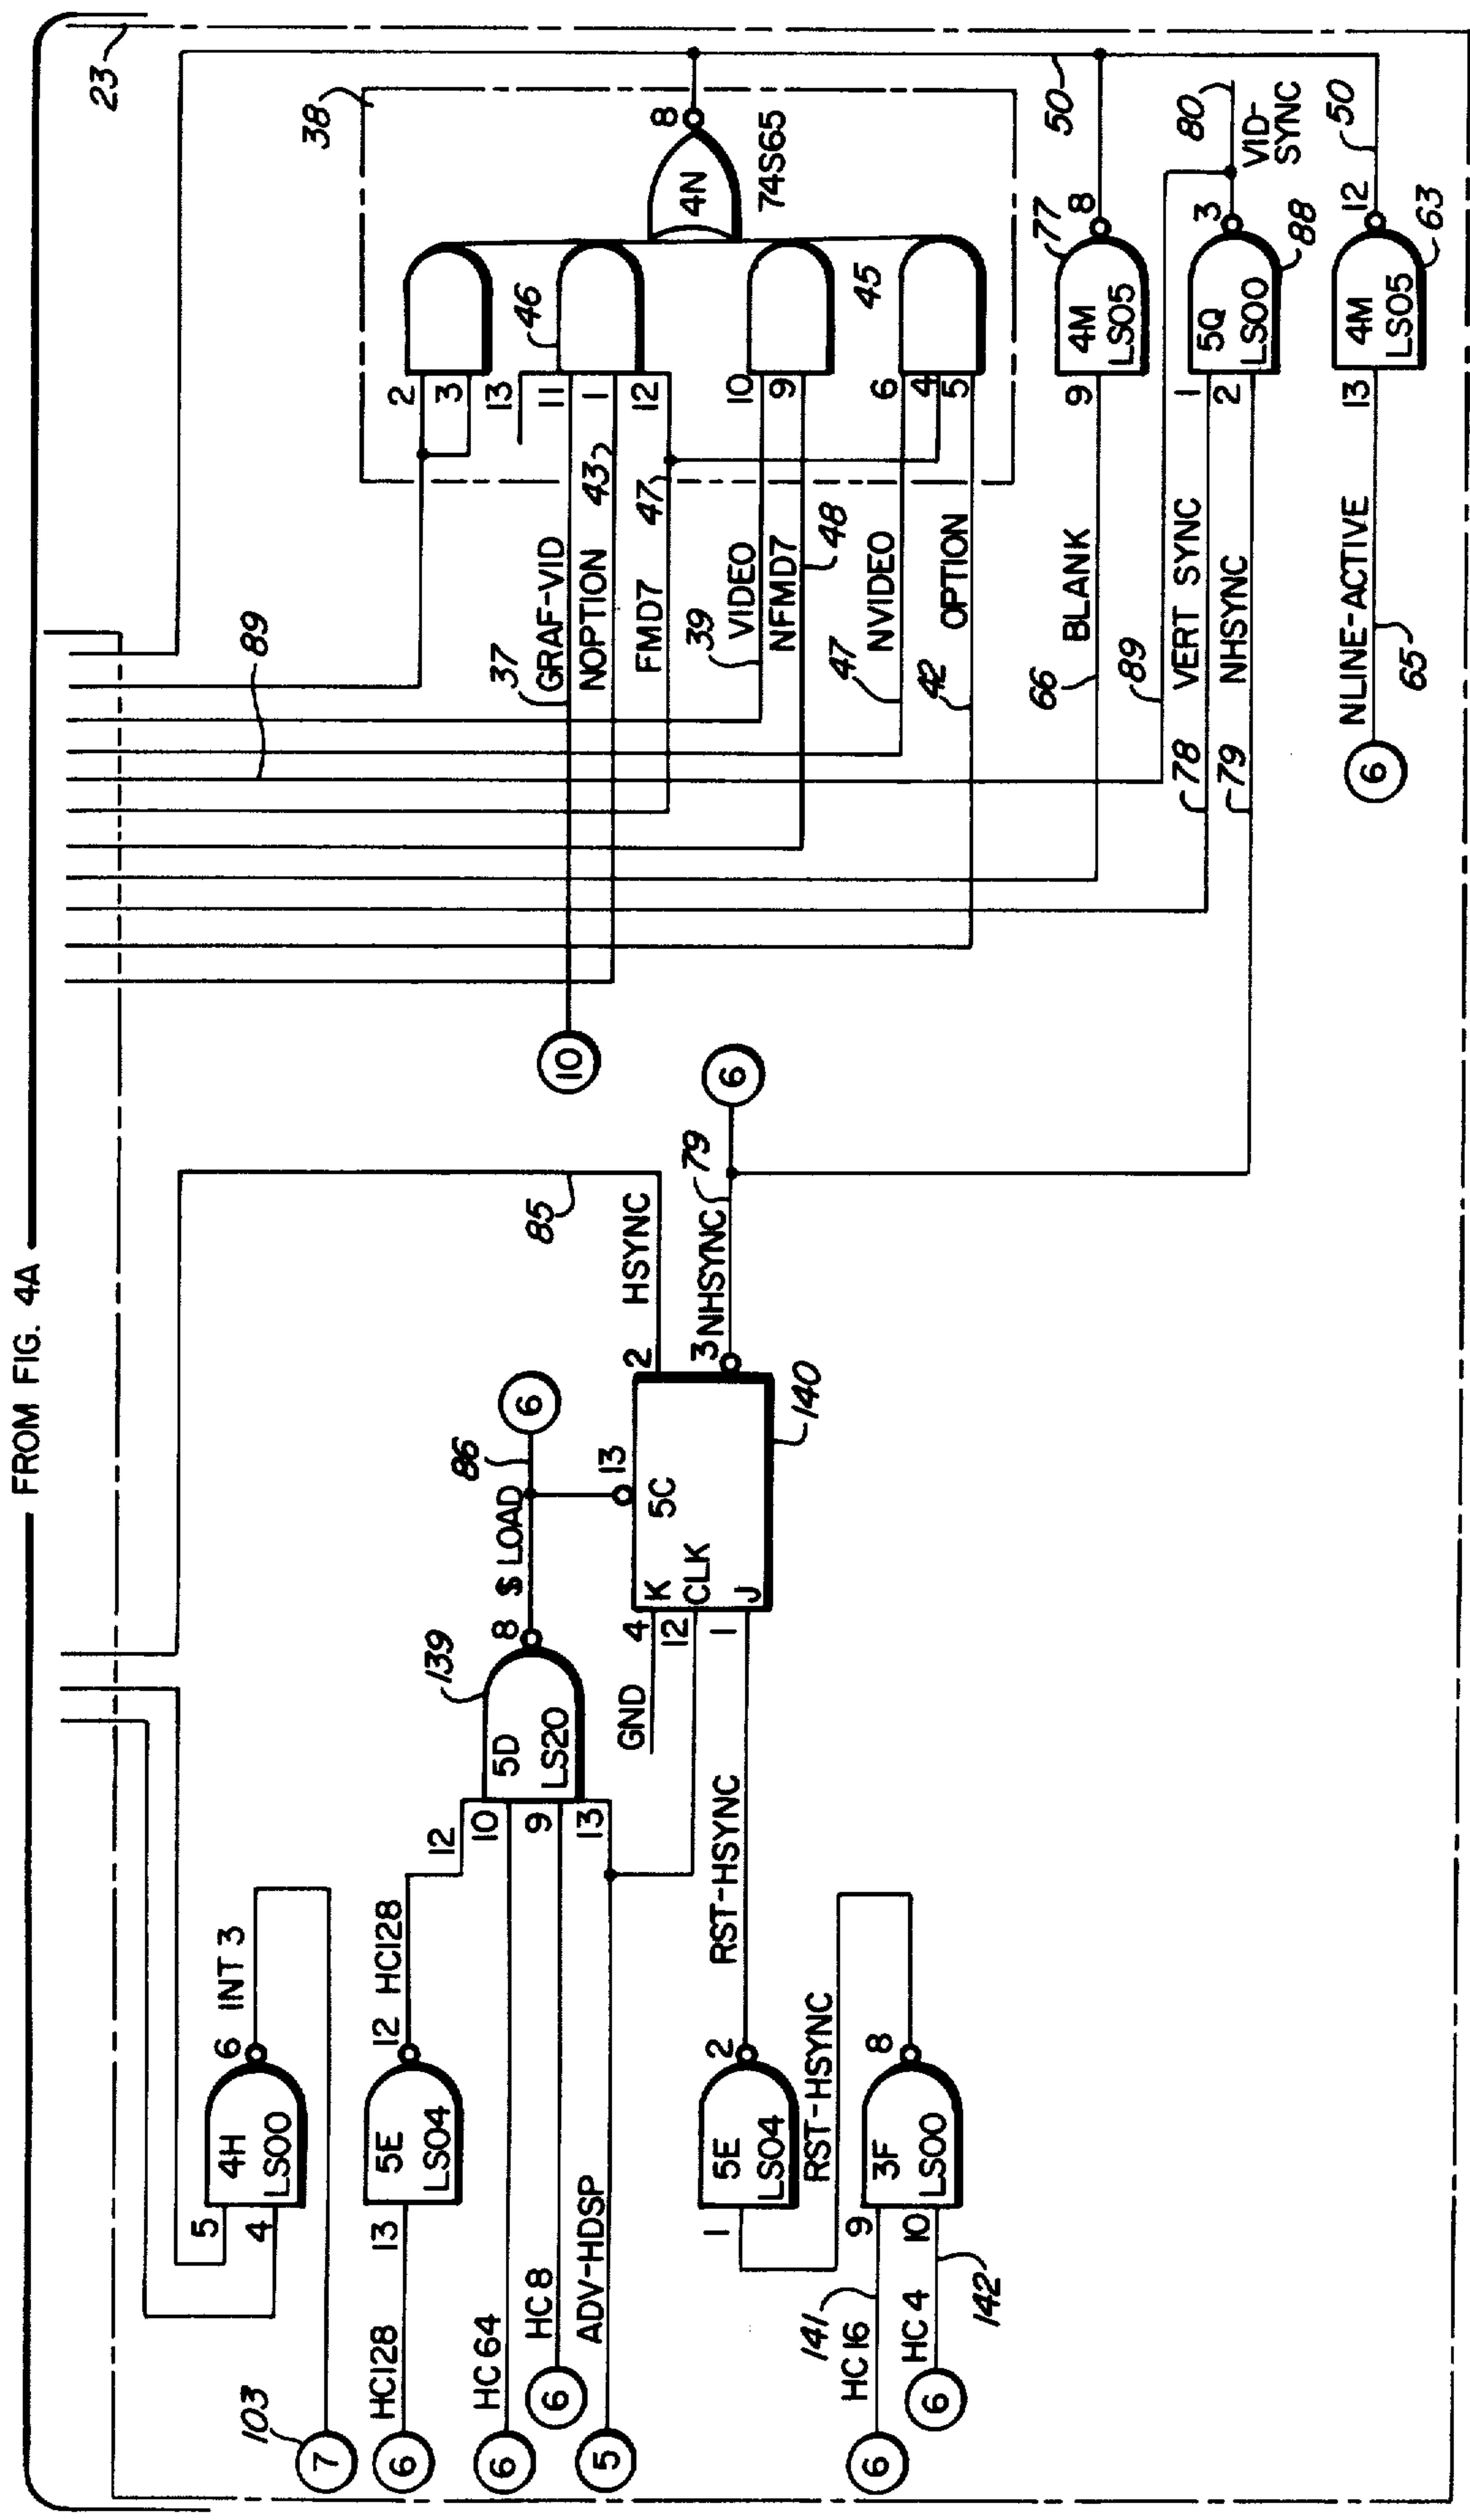 FROM FIG. 4A
23
38
89
103
7
INT 3
6
4H
LS00
5
4
HC128
6
13
5E
LS04
12
HC128
12
HC64
6
10
HC8
6
9
ADV-HDSP
5
13
5D
LS20
139
8
$ LOAD
86
6
13
GND
4
K
12
CLK
1
J
5C
140
2
HSYNC
85
3
NHSYNC
79
6
RST-HSYNC
2
5E
LS04
1
RST-HSYNC
8
3F
LS00
9
10
141
HC16
6
HC4
142
6
10
37
GRAF-VID
NOPTION
43
FMD7
47
39
VIDEO
NFMD7
48
NVIDEO
47
OPTION
42
2
3
13
11
1
12
46
10
9
6
4
5
45
4N
8
74S65
50
66
BLANK
9
4M
LS05
77
8
89
78
VERT SYNC
1
79
NHSYNC
2
5Q
LS00
88
3
80
VID-
SYNC
6
NLINE-ACTIVE
65
13
4M
LS05
63
12
50